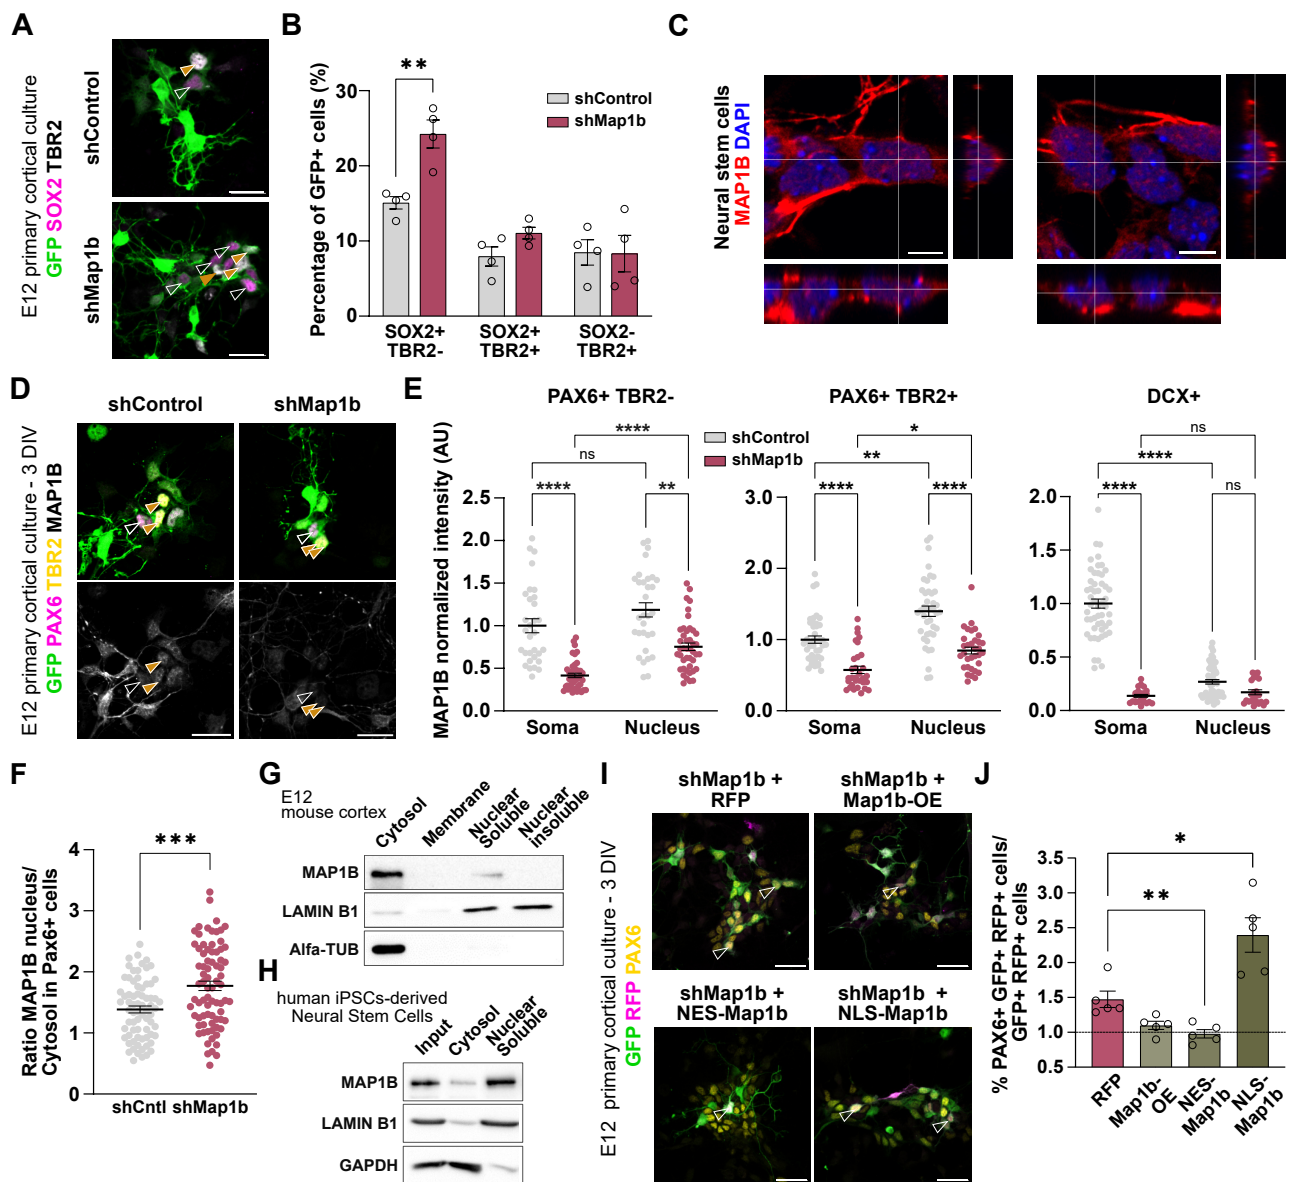 A
E12 primary cortical culture
GFP SOX2 TBR2
shControl
shMap1b
B
Percentage of GFP+ cells (%)
30
20
10
0
**
shControl
shMap1b
SOX2+
TBR2-
SOX2+
TBR2+
SOX2-
TBR2+
C
Neural stem cells
MAP1B DAPI
D
E12 primary cortical culture - 3 DIV
GFP PAX6 TBR2 MAP1B
shControl
shMap1b
E
MAP1B normalized intensity (AU)
PAX6+ TBR2-
****
ns
****
**
2.5
2.0
1.5
1.0
0.5
0.0
Soma
Nucleus
shControl
shMap1b
PAX6+ TBR2+
*
**
****
****
3.0
2.0
1.0
0.0
Soma
Nucleus
DCX+
ns
****
****
ns
2.0
1.5
1.0
0.5
0.0
Soma
Nucleus
F
Ratio MAP1B nucleus/
Cytosol in Pax6+ cells
***
4
3
2
1
0
shCntl shMap1b
G
E12
mouse cortex
Cytosol
Membrane
Nuclear
Soluble
Nuclear
insoluble
MAP1B
LAMIN B1
Alfa-TUB
H
human iPSCs-derived
Neural Stem Cells
Input
Cytosol
Nuclear
Soluble
MAP1B
LAMIN B1
GAPDH
I
E12 primary cortical culture - 3 DIV
GFP RFP PAX6
shMap1b +
RFP
shMap1b +
Map1b-OE
shMap1b +
NES-Map1b
shMap1b +
NLS-Map1b
J
% PAX6+ GFP+ RFP+ cells/
GFP+ RFP+ cells
*
**
3.5
3.0
2.5
2.0
1.5
1.0
0.5
RFP
Map1b-
OE
NES-
Map1b
NLS-
Map1b